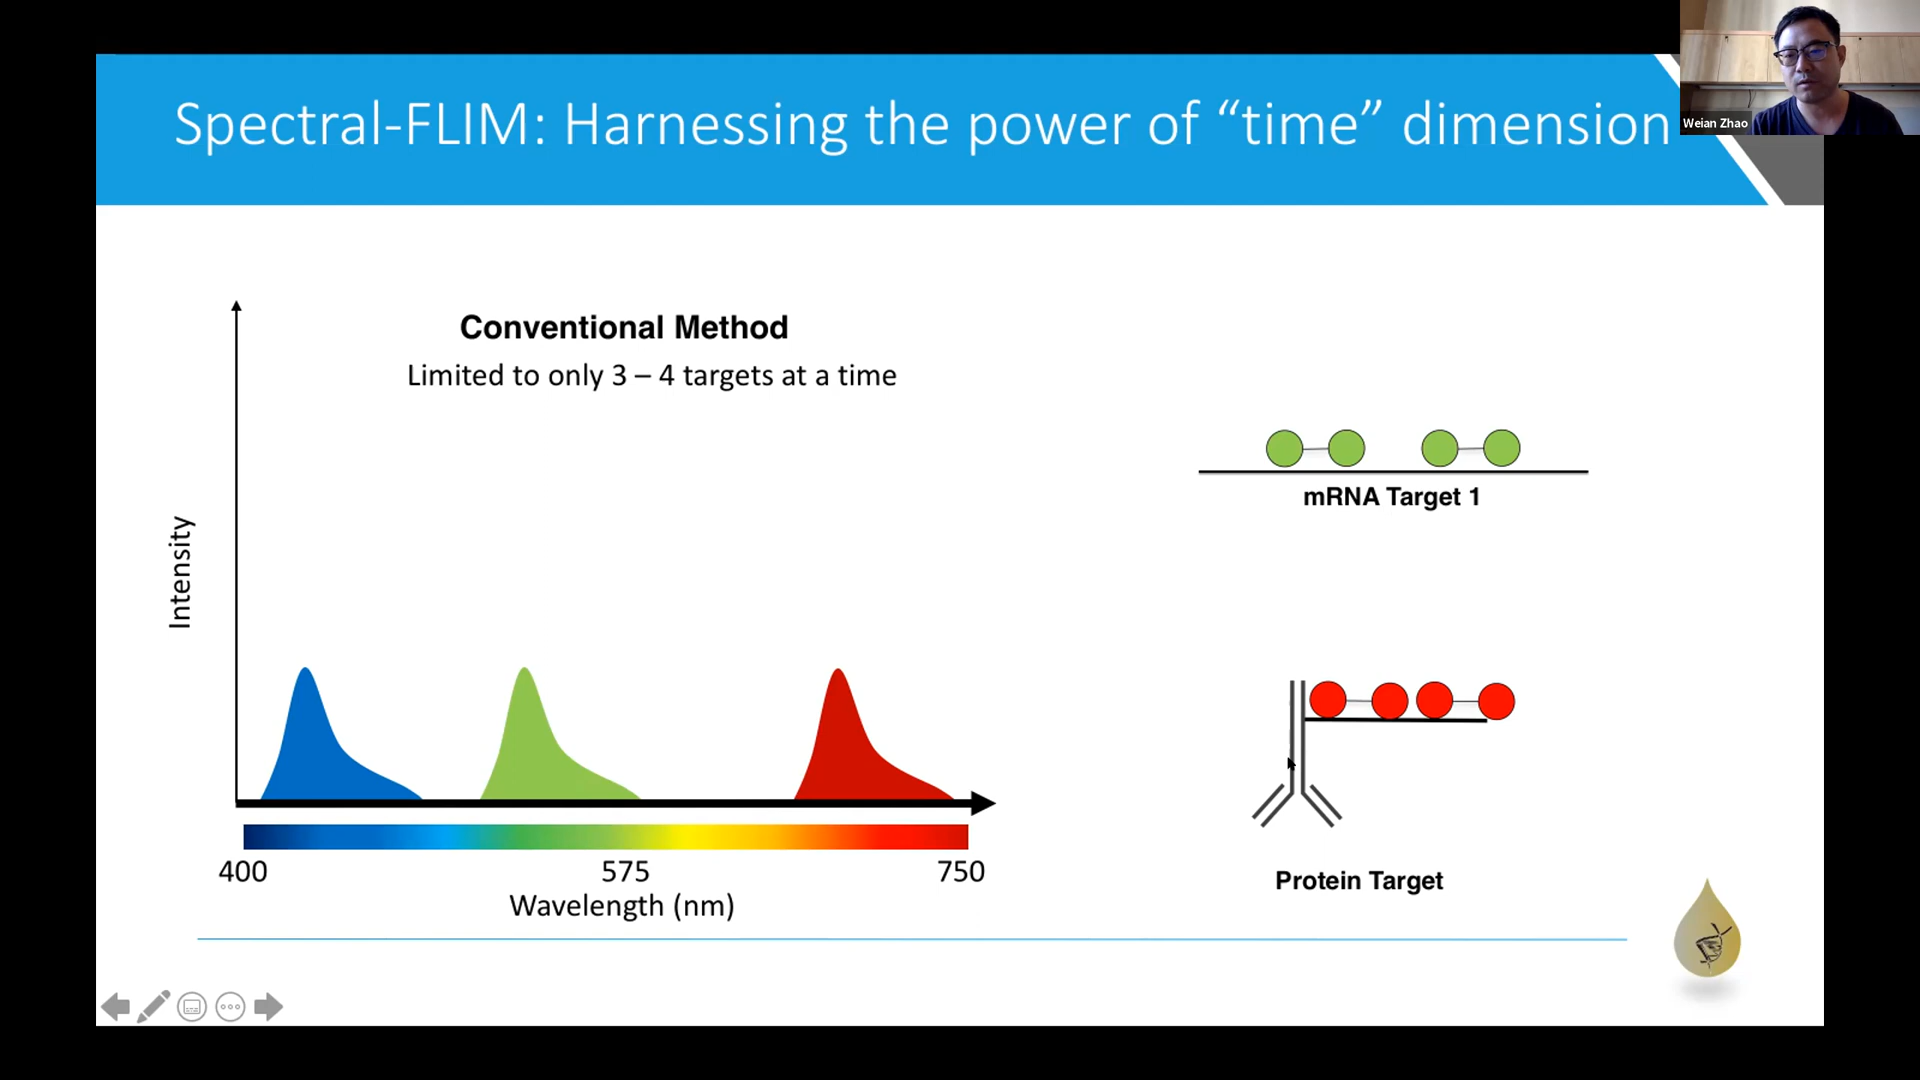 Spectral-FLIM: Harnessing the power of “time” dimension
Weian Zhao
Conventional Method
Limited to only 3 – 4 targets at a time
Intensity
400
575
750
Wavelength (nm)
mRNA Target 1
Protein Target